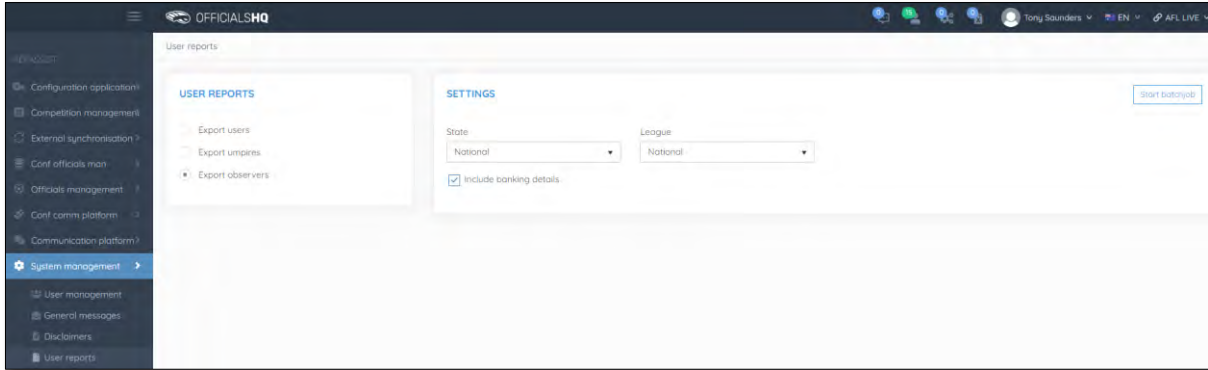 OFFICIALSHQ
Tony Saunders
EN
AFL LIVE
User reports
Configuration application
Competition management
External synchronisation
Conf officials man
Officials management
Conf comm platform
Communication platform
System management
User management
General messages
Disclaimers
User reports
USER REPORTS
Export users
Export umpires
Export observers
SETTINGS
Start batchjob
State
League
National
National
Include banking details